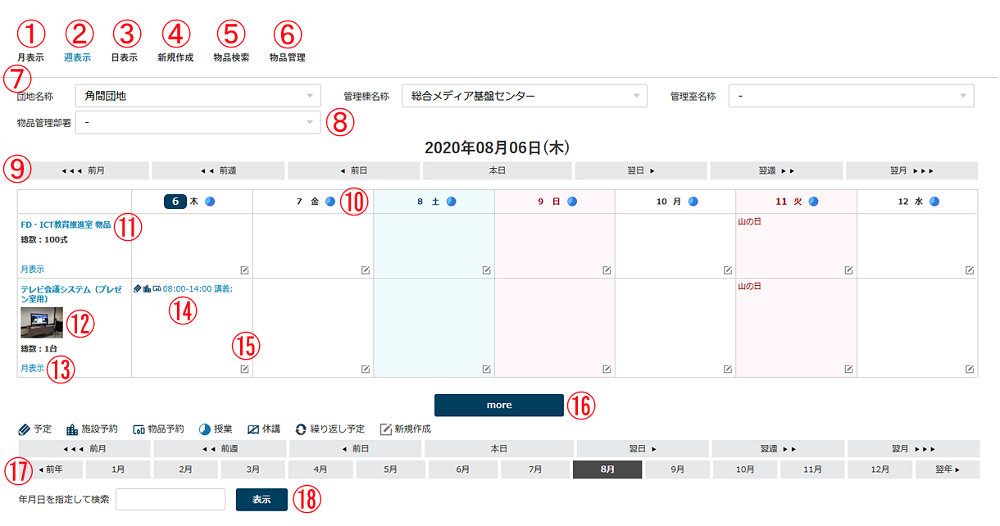 ① ② ③ ④ ⑤ ⑥
月表示 週表示 日表示 新規作成 物品検索 物品管理
⑦
団地名称 角間団地 管理棟名称 総合メディア基盤センター 管理室名称 -
物品管理部署 - ⑧
2020年08月06日(木)
⑨ ◀◀◀ 前月 ◀◀ 前週 ◀ 前日 本日 翌日 ▶ 翌週 ▶▶ 翌月 ▶▶▶
6 木 7 金 ⑩ 8 土 9 日 10 月 11 火 12 水
FD・ICT教育推進室 物品 ⑪ 山の日
総数：100式
月表示
テレビ会議システム（プレゼ 08:00-14:00 講義: 山の日
ン室用）
⑭
⑫
⑮
総数：1台
月表示 ⑬
more ⑯
予定 施設予約 物品予約 授業 休講 繰り返し予定 新規作成
◀◀◀ 前月 ◀◀ 前週 ◀ 前日 本日 翌日 ▶ 翌週 ▶▶ 翌月 ▶▶▶
⑰ ◀前年 1月 2月 3月 4月 5月 6月 7月 8月 9月 10月 11月 12月 翌年▶
年月日を指定して検索 表示 ⑱